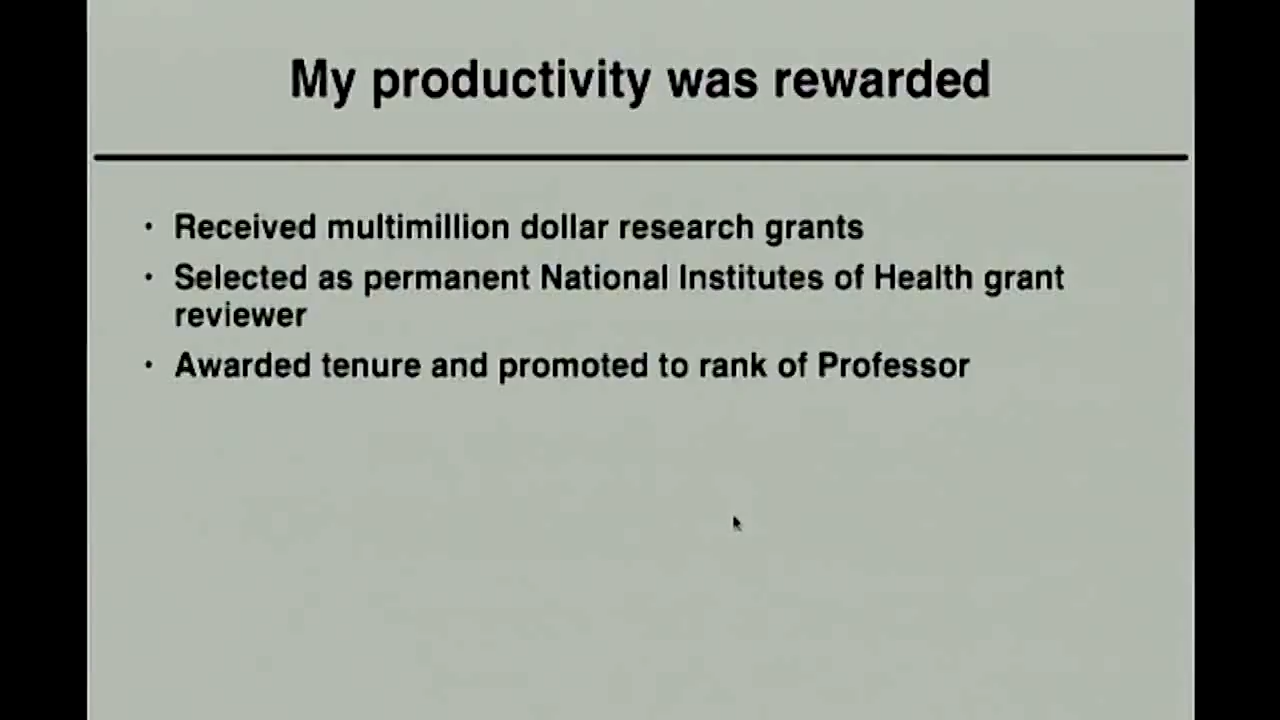 My productivity was rewarded
• Received multimillion dollar research grants
• Selected as permanent National Institutes of Health grant
reviewer
• Awarded tenure and promoted to rank of Professor